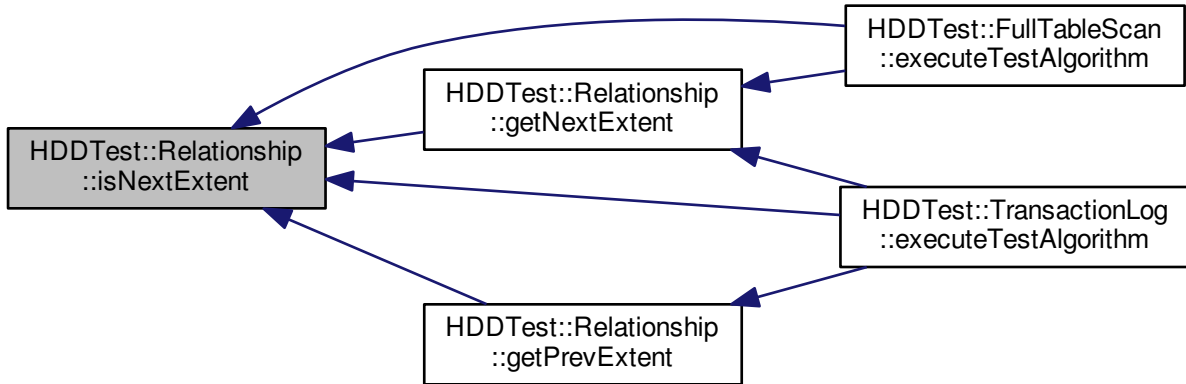 HDDTest::FullTableScan
::executeTestAlgorithm
HDDTest::Relationship
::getNextExtent
HDDTest::Relationship
::isNextExtent
HDDTest::TransactionLog
::executeTestAlgorithm
HDDTest::Relationship
::getPrevExtent